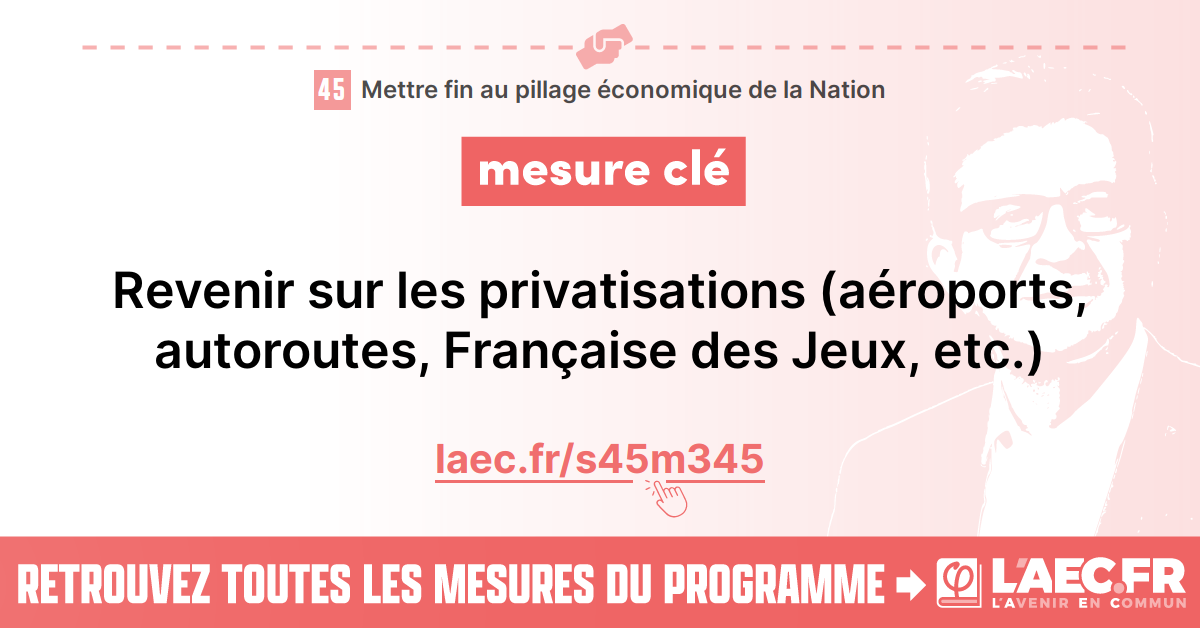 45 Mettre fin au pillage économique de la Nation
mesure clé
Revenir sur les privatisations (aéroports,
autoroutes, Française des Jeux, etc.)
laec.fr/s45m345
RETROUVEZ TOUTES LES MESURES DU PROGRAMME
φ L'AEC.FR
L'AVENIR EN COMMUN